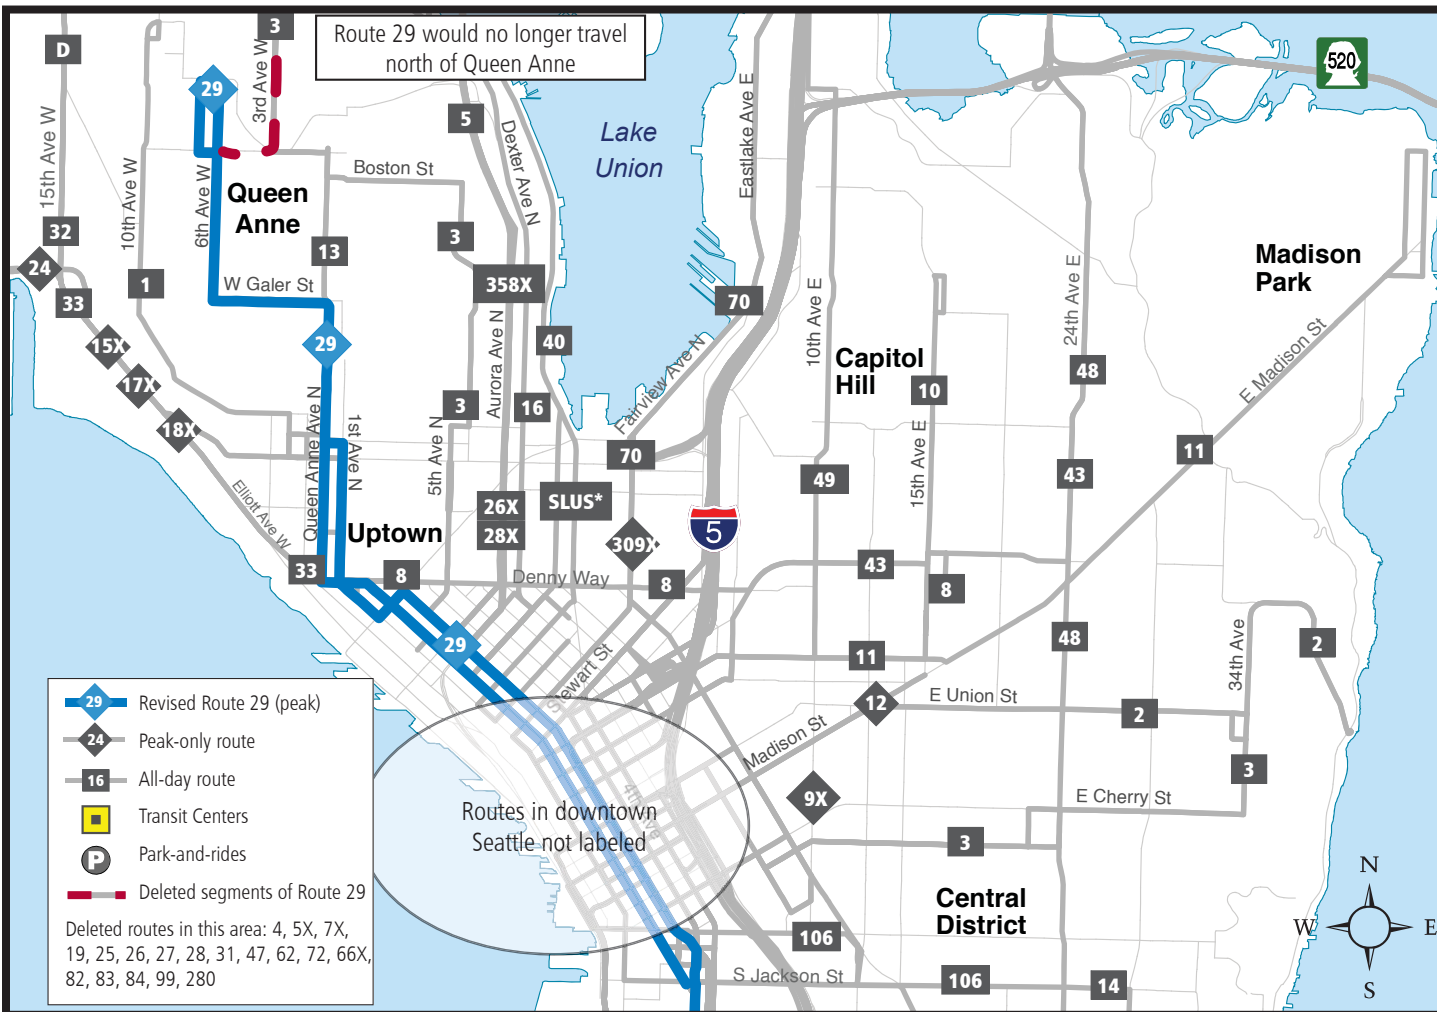 Route 29 would no longer travel
north of Queen Anne
D
3
29
3rd Ave W
520
5
15th Ave W
10th Ave W
6th Ave W
Queen
Anne
Boston St
Dexter Ave N
Lake
Union
Eastlake Ave E
32
24
33
1
13
3
W Galer St
358X
70
Madison
Park
15X
17X
18X
29
Aurora Ave N
40
16
3
Fairview Ave N
10th Ave E
Capitol
Hill
10
24th Ave E
48
E Madison St
Queen Anne Ave N
1st Ave N
5th Ave N
70
49
15th Ave E
43
11
Elliott Ave W
Uptown
26X
28X
SLUS*
309X
5
33
8
Denny Way
8
43
8
29
Stewart St
11
48
34th Ave
2
12
E Union St
2
Madison St
3
9X
E Cherry St
4th Ave
Routes in downtown
Seattle not labeled
3
Central
District
106
S Jackson St
106
14
29
Revised Route 29 (peak)
24
Peak-only route
16
All-day route
Transit Centers
P
Park-and-rides
Deleted segments of Route 29
Deleted routes in this area: 4, 5X, 7X,
19, 25, 26, 27, 28, 31, 47, 62, 72, 66X,
82, 83, 84, 99, 280
N
W
E
S